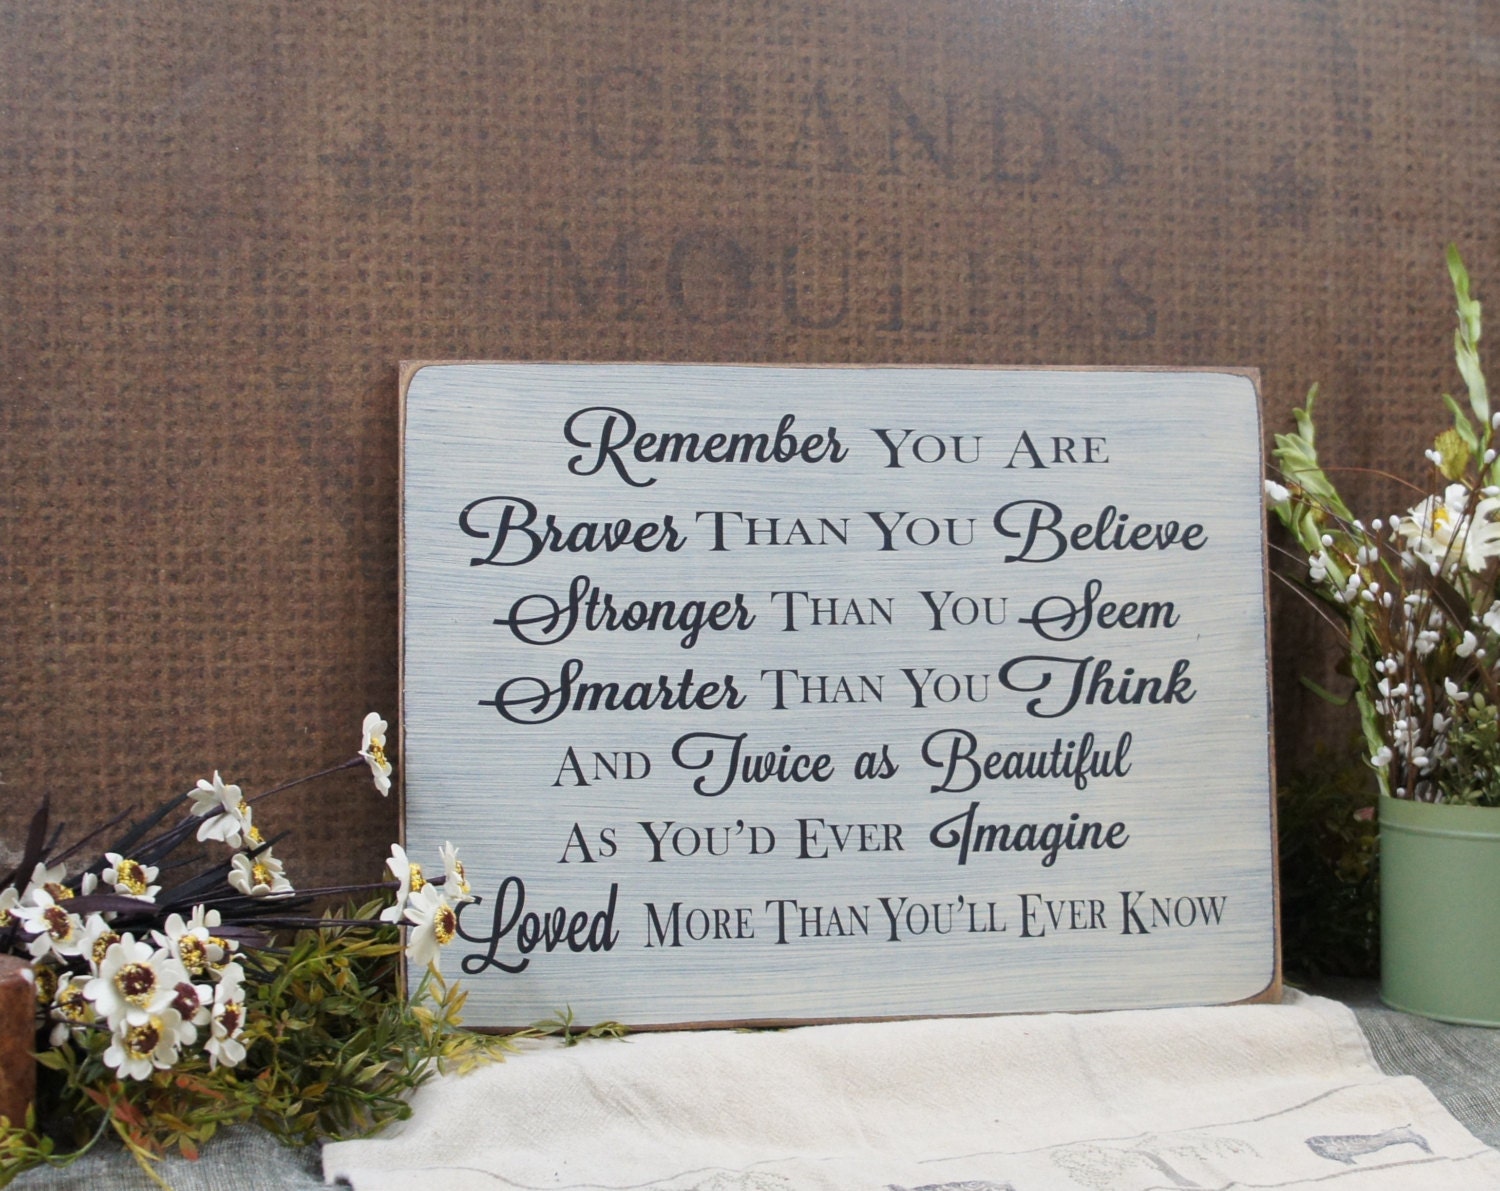 GRANDS
MOULINS
Remember You Are
Braver Than You Believe
Stronger Than You Seem
Smarter Than You Think
And Twice as Beautiful
As You'd Ever Imagine
Loved More Than You'll Ever Know